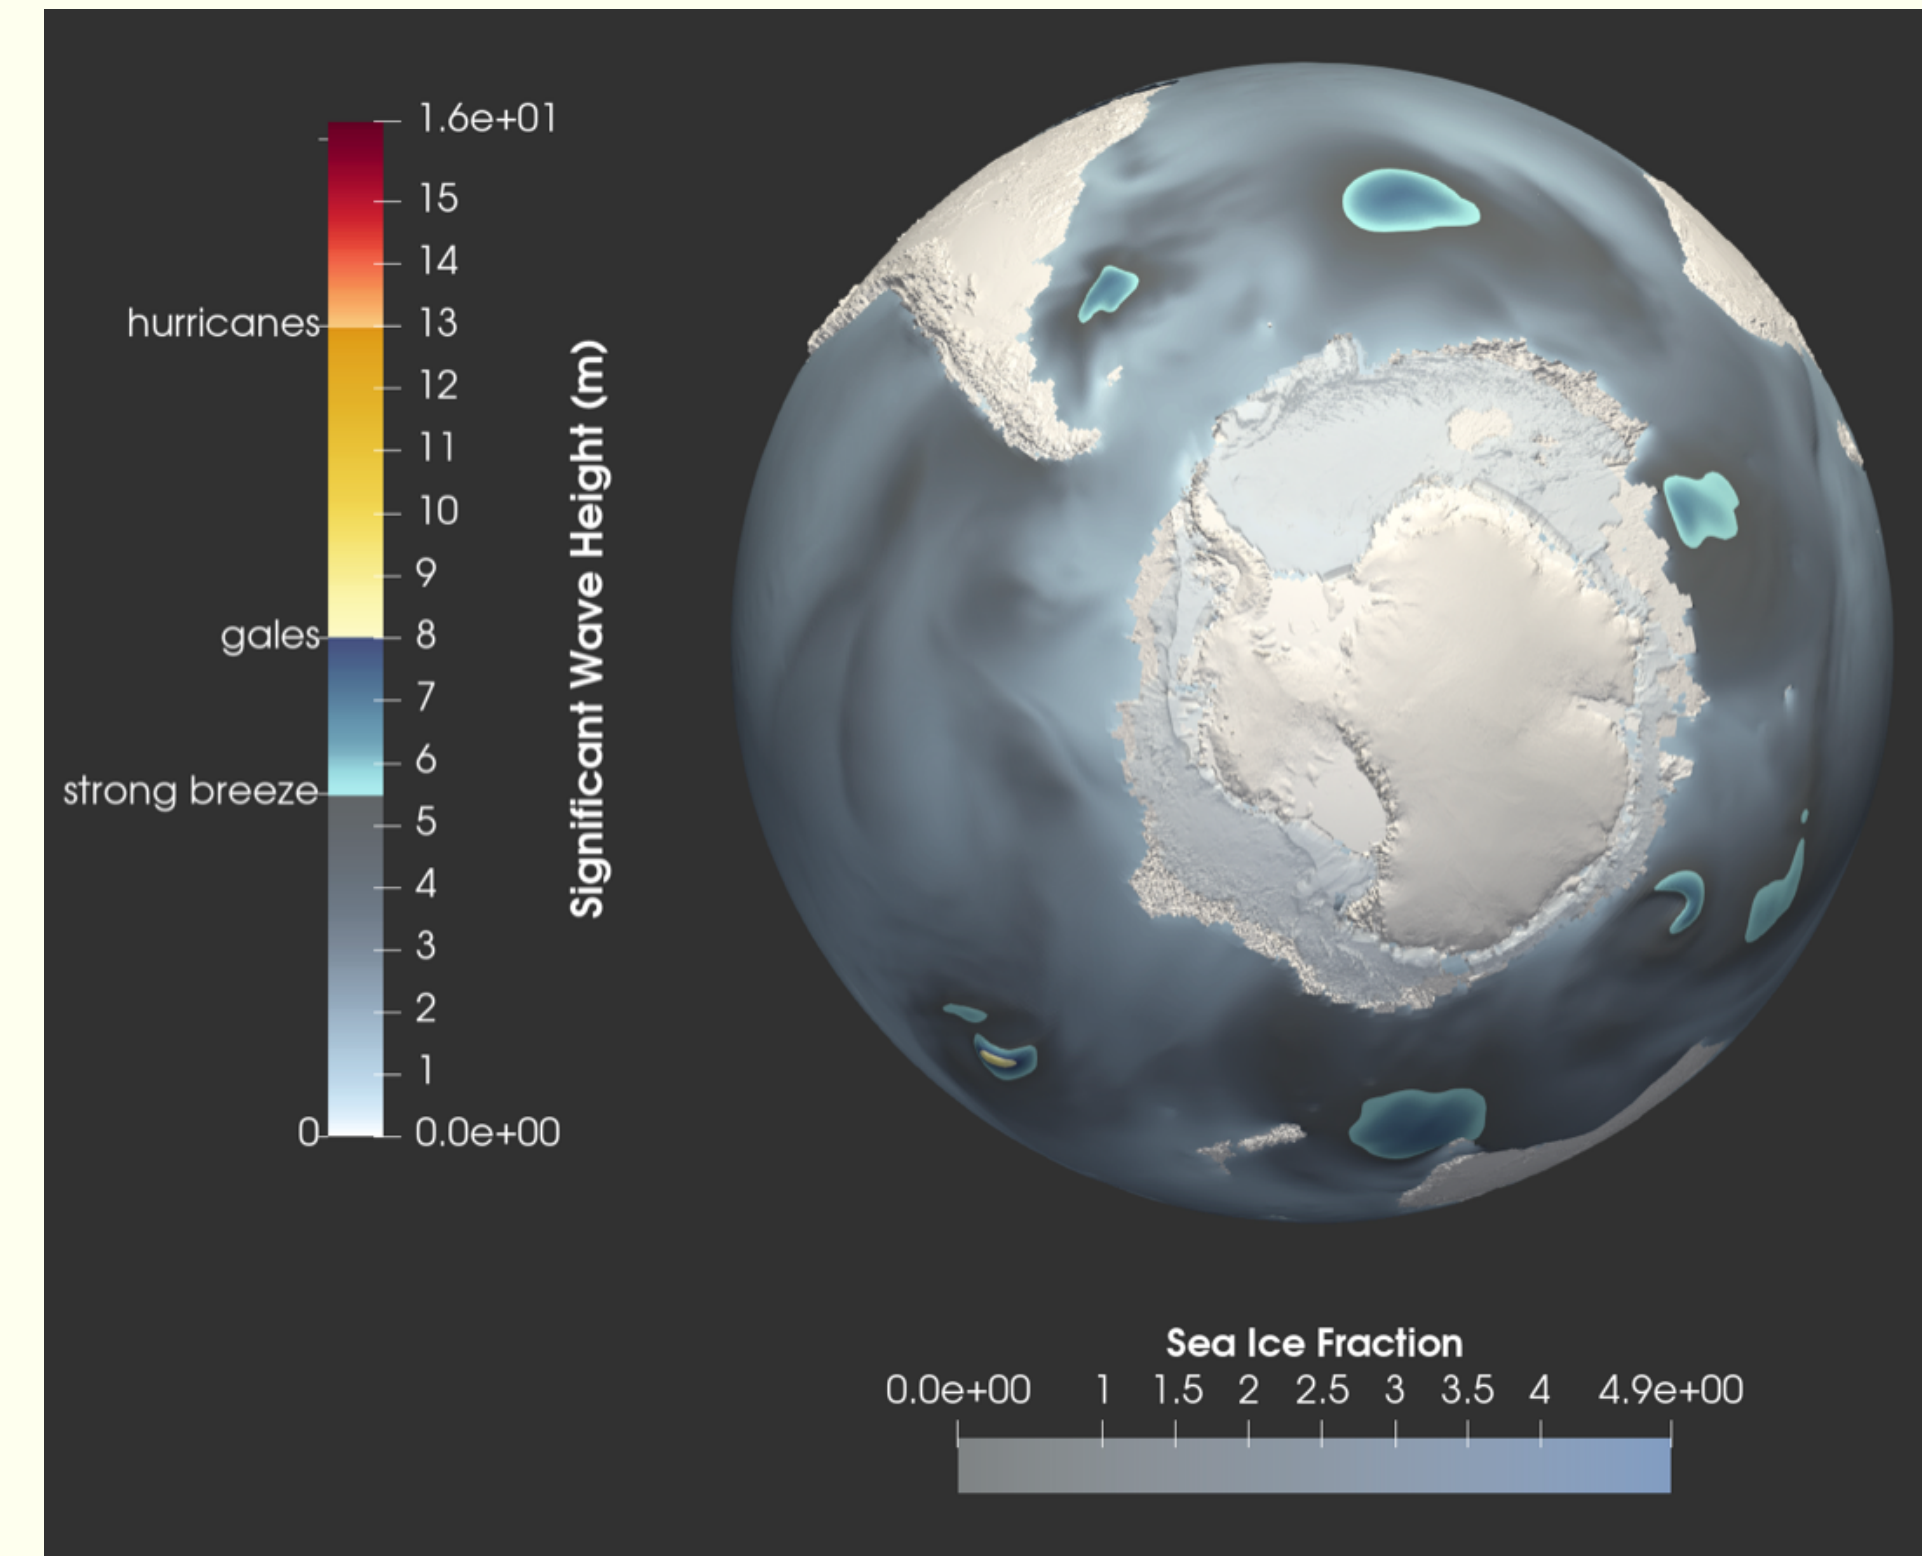 1.6e+01
15
14
hurricanes 13
12
11
10
9
gales 8
7
6
strong breeze
5
4
3
2
1
0 0.0e+00
Significant Wave Height (m)
Sea Ice Fraction
0.0e+00 1 1.5 2 2.5 3 3.5 4 4.9e+00